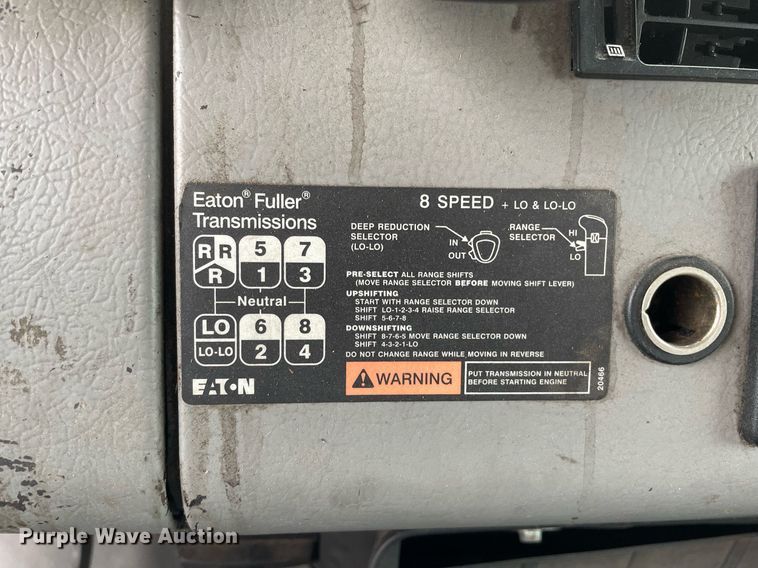 Eaton® Fuller®
Transmissions
8 SPEED + LO & LO-LO
DEEP REDUCTION
SELECTOR
(LO-LO)
IN
OUT
RANGE
SELECTOR
HI
LO
R R 5 7
R 1 3
Neutral
LO 6 8
LO-LO 2 4
PRE-SELECT ALL RANGE SHIFTS
(MOVE RANGE SELECTOR BEFORE MOVING SHIFT LEVER)
UPSHIFTING
START WITH RANGE SELECTOR DOWN
SHIFT LO-1-2-3-4 RAISE RANGE SELECTOR
SHIFT 5-6-7-8
DOWNSHIFTING
SHIFT 8-7-6-5 MOVE RANGE SELECTOR DOWN
SHIFT 4-3-2-1-LO
DO NOT CHANGE RANGE WHILE MOVING IN REVERSE
EATON
WARNING
PUT TRANSMISSION IN NEUTRAL
BEFORE STARTING ENGINE
20466
Purple Wave Auction